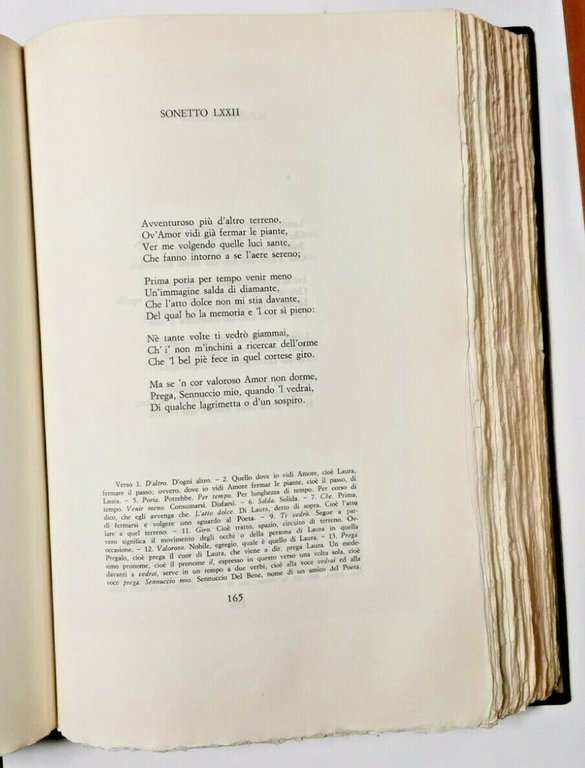 SONETTO LXXII
Avventuroso più d'altro terreno,
Ov'Amor vidi già fermar le piante,
Ver me volgendo quelle luci sante,
Che fanno intorno a se l'aere sereno;
Prima poria per tempo venir meno
Un'immagine salda di diamante,
Che l'atto dolce non mi stia davante,
Del qual ho la memoria e 'l cor sì pieno:
Nè tante volte ti vedrò giammai,
Ch' i' non m'inchini a ricercar dell'orme
Che 'l bel piè fece in quel cortese giro.
Ma se 'n cor valoroso Amor non dorme,
Prega, Sennuccio mio, quando 'l vedrai,
Di qualche lagrimetta o d'un sospiro.
Verso 1. D'altro. D'ogni altro. – 2. Quello dove io vidi Amore, cioè Laura,
fermare il passo; ovvero, dove io vidi Amore fermar le piante, cioè il passo, di
Laura. – 5. Poria. Potrebbe. Per tempo. Per lunghezza di tempo. Per corso di
tempo. Venir meno. Consumarsi. Disfarsi. – 6. Salda. Solida. – 7. Che. Prima,
dico, che egli avvenga che. L'atto dolce. Di Laura, detto di sopra. Cioè l'atto
di fermarsi e volgere uno sguardo al Poeta. – 9. Ti vedrò. Segue a par-
lare a quel terreno. – 11. Giro. Cioè tratto, spazio, circuito di terreno. Ov-
vero significa il movimento degli occhi o della persona di Laura in quella
occasione. – 12. Valoroso. Nobile, egregio, quale è quello di Laura. – 13. Prega
Pregalo, cioè prega il cuore di Laura, che viene a dir, prega Laura. Un mede-
simo pronome, cioè il pronome il, espresso in questo verso una volta sola, cioè
davanti a vedrai, serve in un tempo a due verbi, cioè alla voce vedrai ed alla
voce prega. Sennuccio mio. Sennuccio Del Bene, nome di un amico del Poeta.
165